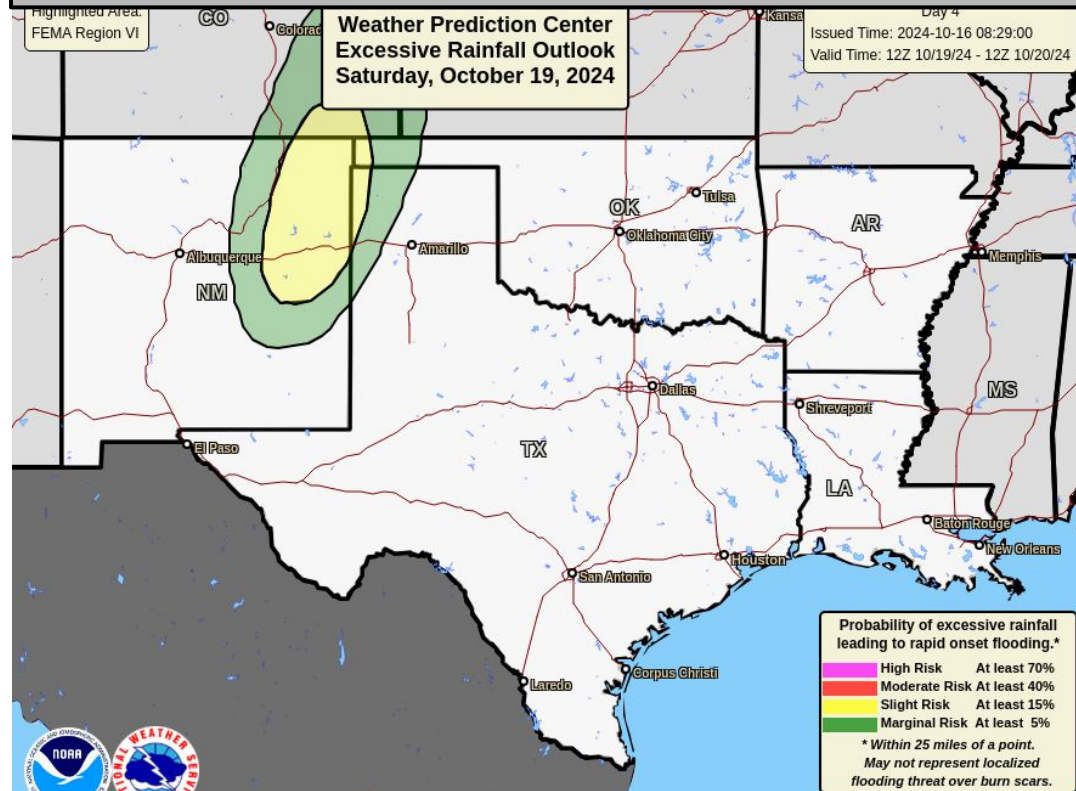 Highlighted Area:
FEMA Region VI
Weather Prediction Center
Excessive Rainfall Outlook
Saturday, October 19, 2024
Day 4
Issued Time: 2024-10-16 08:29:00
Valid Time: 12Z 10/19/24 - 12Z 10/20/24
CO
Colorad
Kansa
Tulsa
OK
Oklahoma City
AR
Amarillo
Albuquerque
Memphis
NM
Dallas
MS
Shreveport
El Paso
TX
LA
Baton Rouge
New Orleans
Houston
San Antonio
Corpus Christi
Laredo
Probability of excessive rainfall
leading to rapid onset flooding.*
High Risk At least 70%
Moderate Risk At least 40%
Slight Risk At least 15%
Marginal Risk At least 5%
* Within 25 miles of a point.
May not represent localized
flooding threat over burn scars.
NOAA